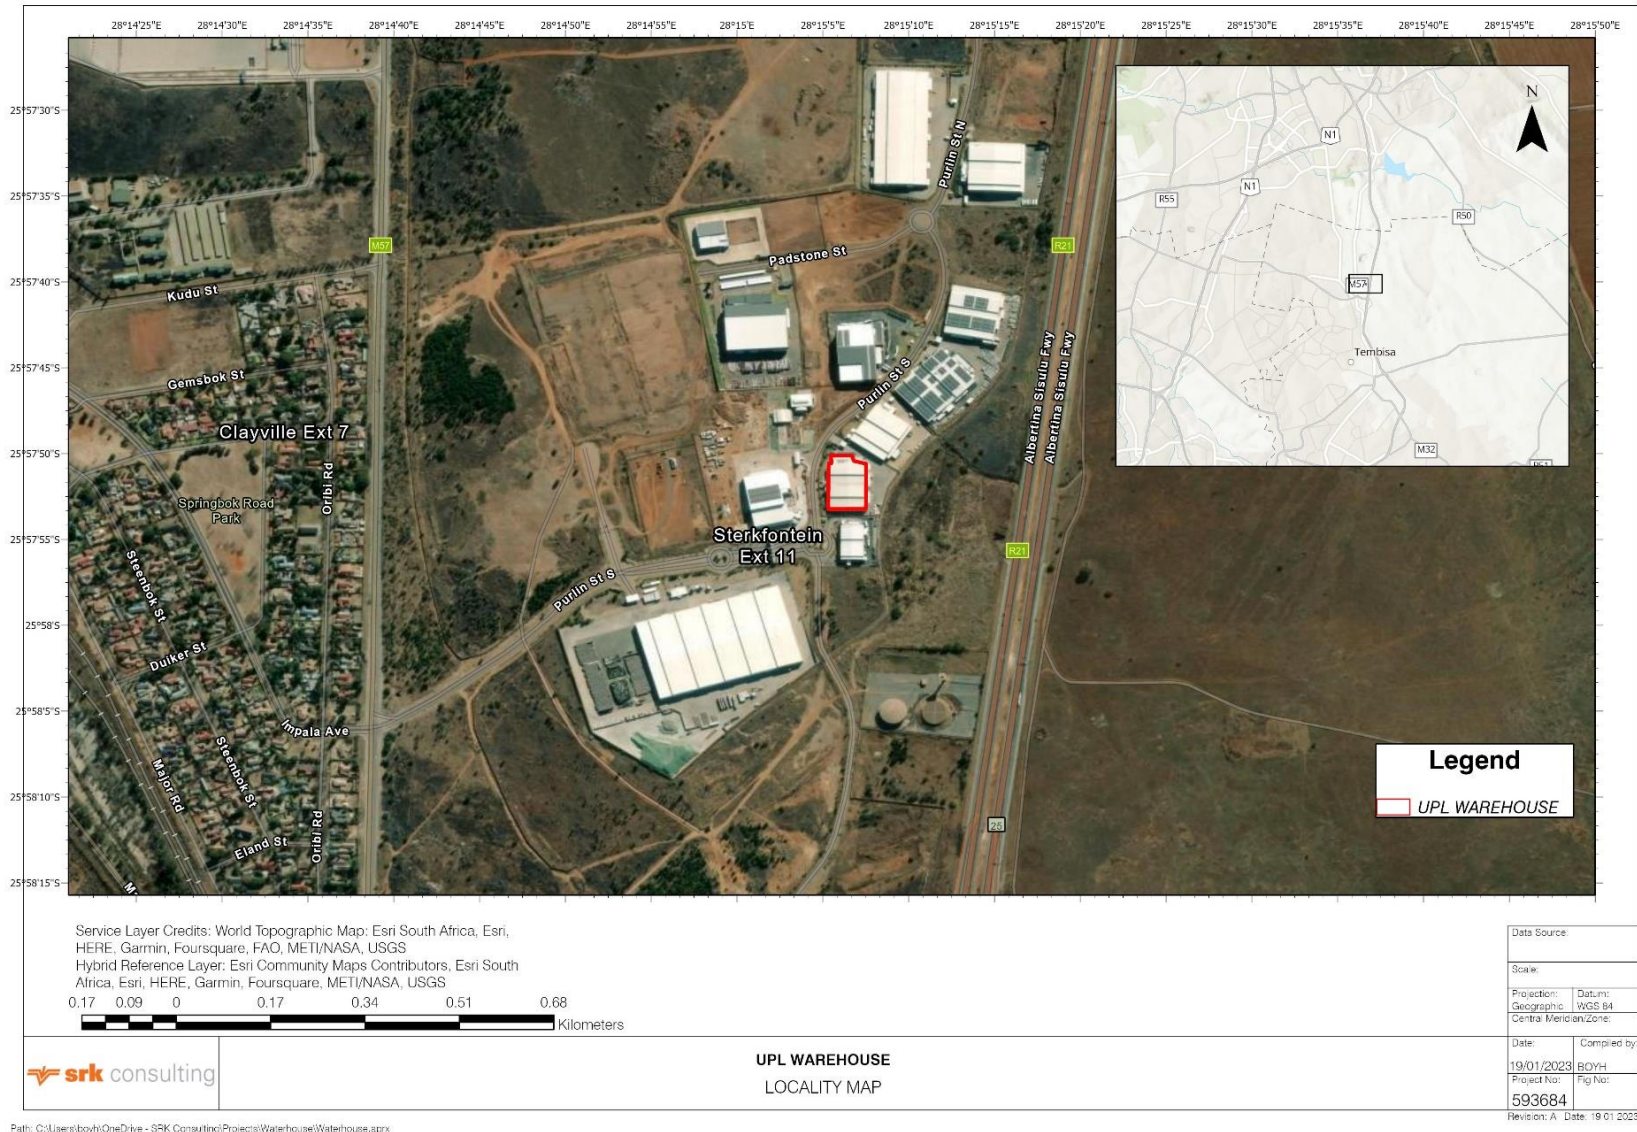 28°14'25"E 28°14'30"E 28°14'35"E 28°14'40"E 28°14'45"E 28°14'50"E 28°14'55"E 28°15'E 28°15'5"E 28°15'10"E 28°15'15"E 28°15'20"E 28°15'25"E 28°15'30"E 28°15'35"E 28°15'40"E 28°15'45"E 28°15'50"E
25°57'30"S
25°57'35"S
25°57'40"S
25°57'45"S
25°57'50"S
25°57'55"S
25°58'S
25°58'5"S
25°58'10"S
25°58'15"S
M57
Kudu St
Gemsbok St
Clayville Ext 7
Oribi Rd
Springbok Road
Park
Steenbok St
Duiker St
Impala Ave
Steenbok St
Major Rd
Eland St
Oribi Rd
Purlin St N
Padstone St
Purlin St S
Sterkfontein
Ext 11
Purlin St S
R21
Albertina Sisulu Fwy
Albertina Sisulu Fwy
R21
25
N
N1
N1
R55
R50
M57
Tembisa
M32
Legend
UPL WAREHOUSE
Service Layer Credits: World Topographic Map: Esri South Africa, Esri,
HERE, Garmin, Foursquare, FAO, METI/NASA, USGS
Hybrid Reference Layer: Esri Community Maps Contributors, Esri South
Africa, Esri, HERE, Garmin, Foursquare, METI/NASA, USGS
0.17 0.09 0 0.17 0.34 0.51 0.68
Kilometers
Data Source:
Scale:
Projection: Datum:
Geographic WGS 84
Central Meridian/Zone:
Date: Compiled by:
19/01/2023 BOYH
Project No: Fig No:
593684
Revision: A Date: 19 01 2023
srk consulting
UPL WAREHOUSE
LOCALITY MAP
Path: C:\Users\boyh\OneDrive - SRK Consulting\Projects\Waterhouse\Waterhouse.aprx